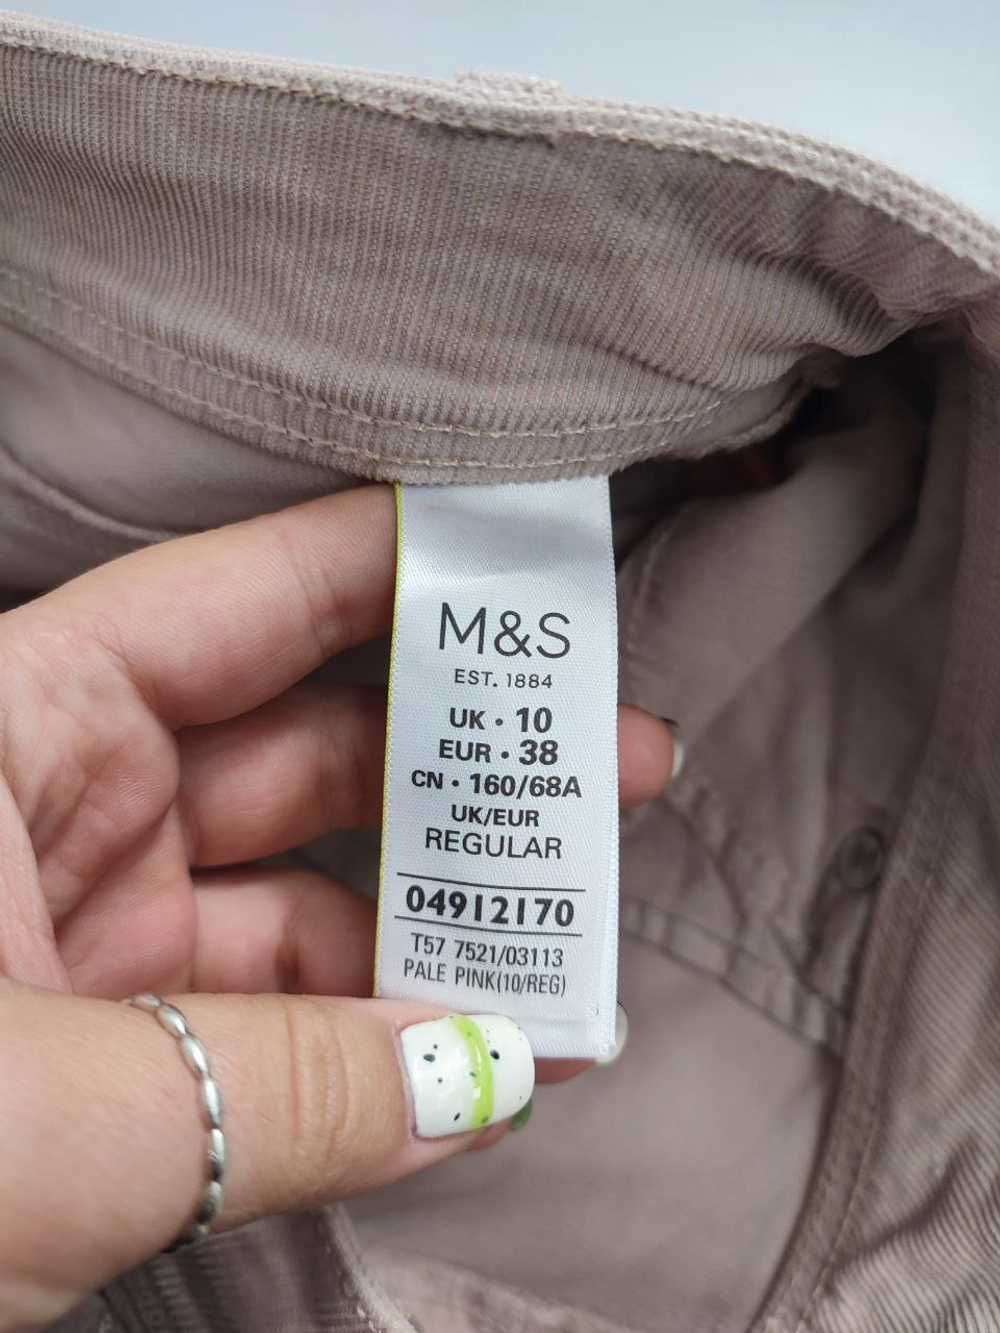 M&S
EST. 1884
UK • 10
EUR • 38
CN • 160/68A
UK/EUR
REGULAR
04912170
T57 7521/03113
PALE PINK(10/REG)